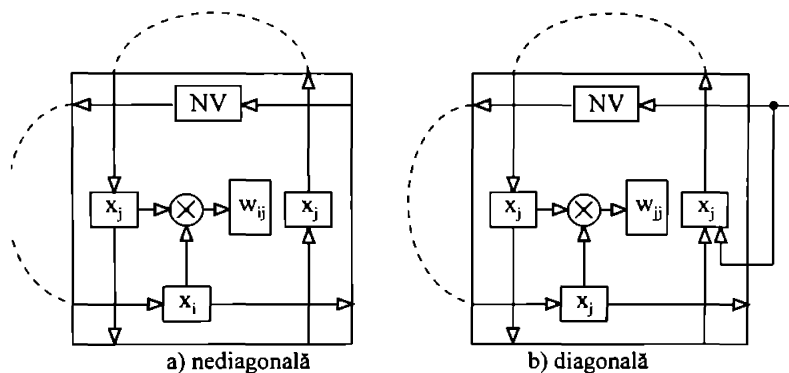 NV NV
x_j w_ij x_j x_j w_jj x_j
x_i x_j
a) nediagonală b) diagonală